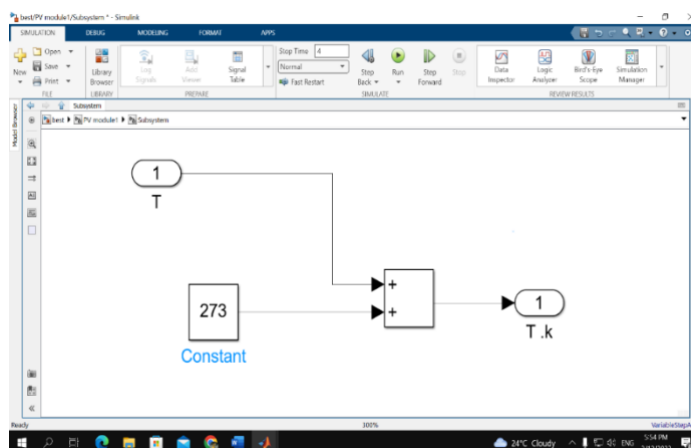 best/PV module1/Subsystem * - Simulink
SIMULATION DEBUG MODELING FORMAT APPS
New
Open
Save
Print
FILE
Library Browser
LIBRARY
Log Signals
Add Viewer
Signal Table
PREPARE
Stop Time 4
Normal
Fast Restart
Step Back
Run
Step Forward
Stop
SIMULATE
Data Inspector
Logic Analyzer
Bird's-Eye Scope
Simulation Manager
REVIEW RESULTS
Model Browser
Subsystem
best PV module1 Subsystem
1
T
273
Constant
+
+
1
T .k
Ready 300%
24°C Cloudy ENG 5:54 PM